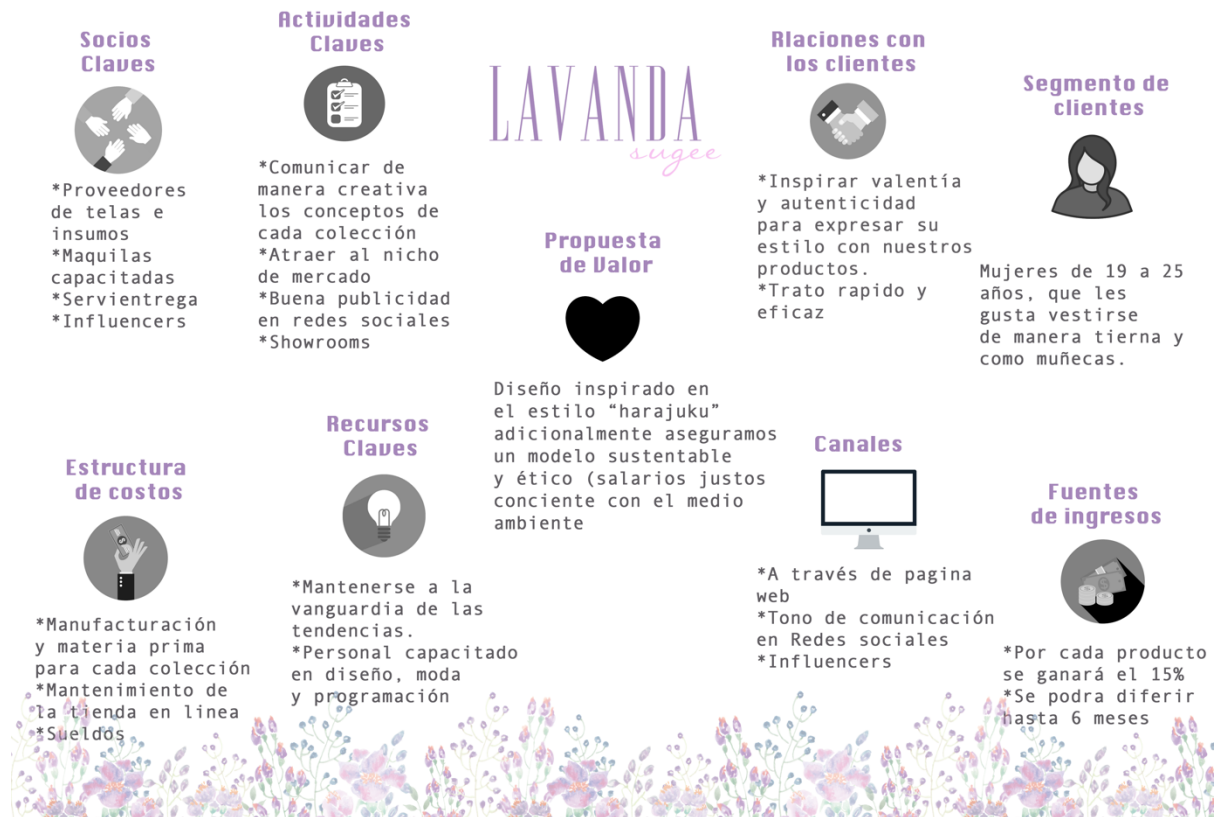 Socios
Claves
*Proveedores
de telas e
insumos
*Maquilas
capacitadas
*Servientrega
*Influencers
Actividades
Claves
*Comunicar de
manera creativa
los conceptos de
cada colección
*Atraer al nicho
de mercado
*Buena publicidad
en redes sociales
*Showrooms
LAVANDA
sugee
Propuesta
de Valor
Diseño inspirado en
el estilo “harajuku”
adicionalmente aseguramos
un modelo sustentable
y ético (salarios justos
conciente con el medio
ambiente
Rlaciones con
los clientes
*Inspirar valentía
y autenticidad
para expresar su
estilo con nuestros
productos.
*Trato rapido y
eficaz
Segmento de
clientes
Mujeres de 19 a 25
años, que les
gusta vestirse
de manera tierna y
como muñecas.
Estructura
de costos
*Manufacturación
y materia prima
para cada colección
*Mantenimiento de
la tienda en linea
*Sueldos
Recursos
Claves
*Mantenerse a la
vanguardia de las
tendencias.
*Personal capacitado
en diseño, moda
y programación
Canales
*A través de pagina
web
*Tono de comunicación
en Redes sociales
*Influencers
Fuentes
de ingresos
*Por cada producto
se ganará el 15%
*Se podra diferir
hasta 6 meses